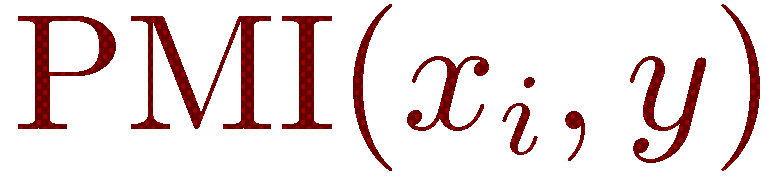 PMI(x_i, y)